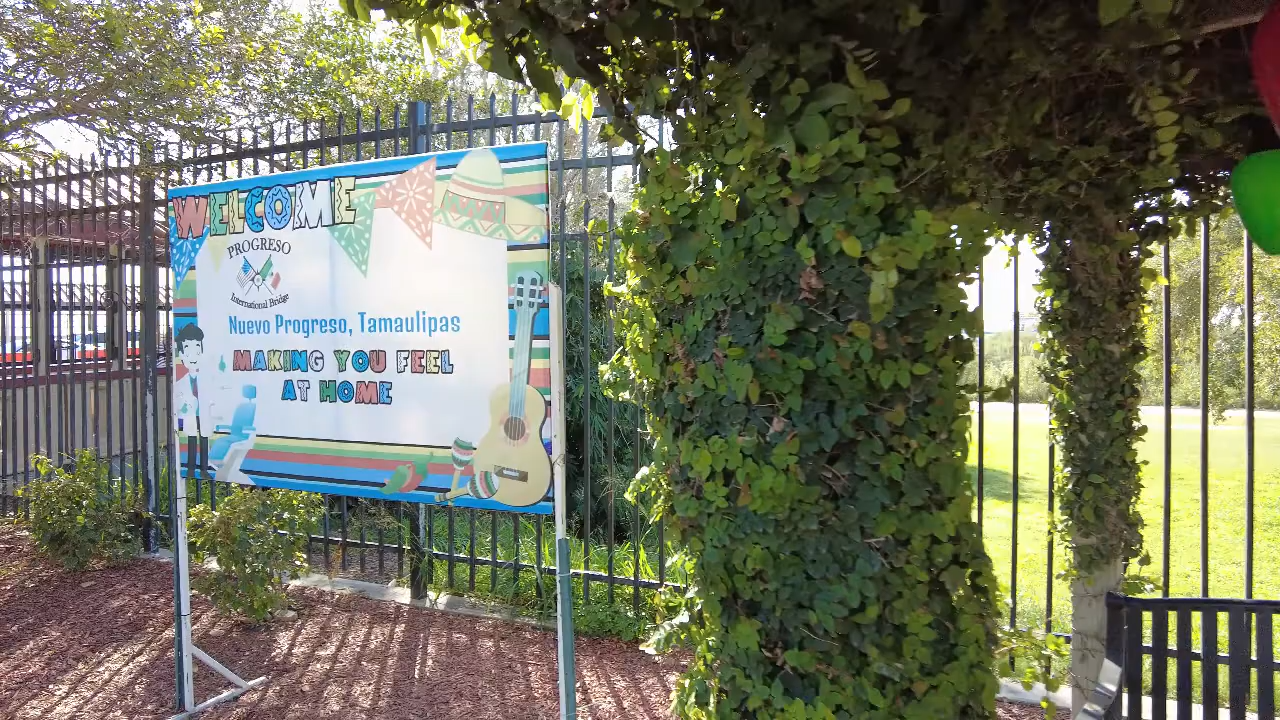 WELCOME
PROGRESO
International Bridge
Nuevo Progreso, Tamaulipas
MAKING YOU FEEL
AT HOME